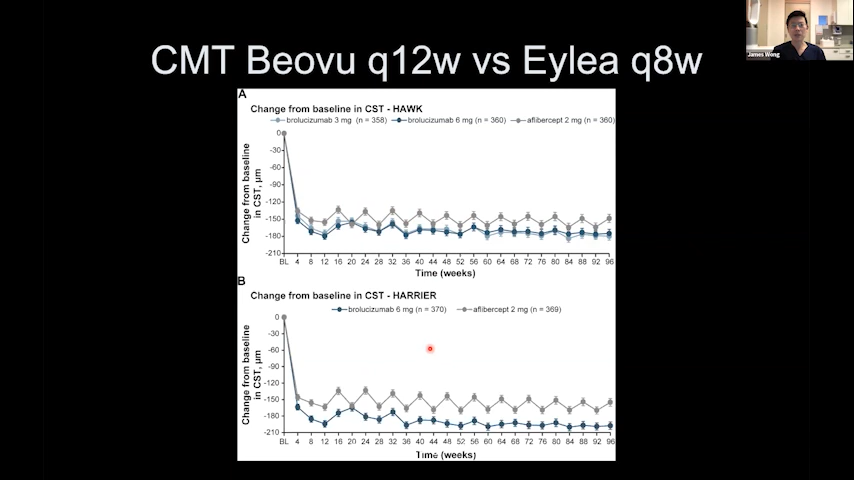 James Wong
CMT Beovu q12w vs Eylea q8w
A
Change from baseline in CST - HAWK
brolucizumab 3 mg (n = 358) brolucizumab 6 mg (n = 360) aflibercept 2 mg (n = 360)
Change from baseline
in CST, µm
0
-30
-60
-90
-120
-150
-180
-210
BL 4 8 12 16 20 24 28 32 36 40 44 48 52 56 60 64 68 72 76 80 84 88 92 96
Time (weeks)
B
Change from baseline in CST - HARRIER
brolucizumab 6 mg (n = 370) aflibercept 2 mg (n = 369)
Change from baseline
in CST, µm
0
-30
-60
-90
-120
-150
-180
-210
BL 4 8 12 16 20 24 28 32 36 40 44 48 52 56 60 64 68 72 76 80 84 88 92 96
Time (weeks)